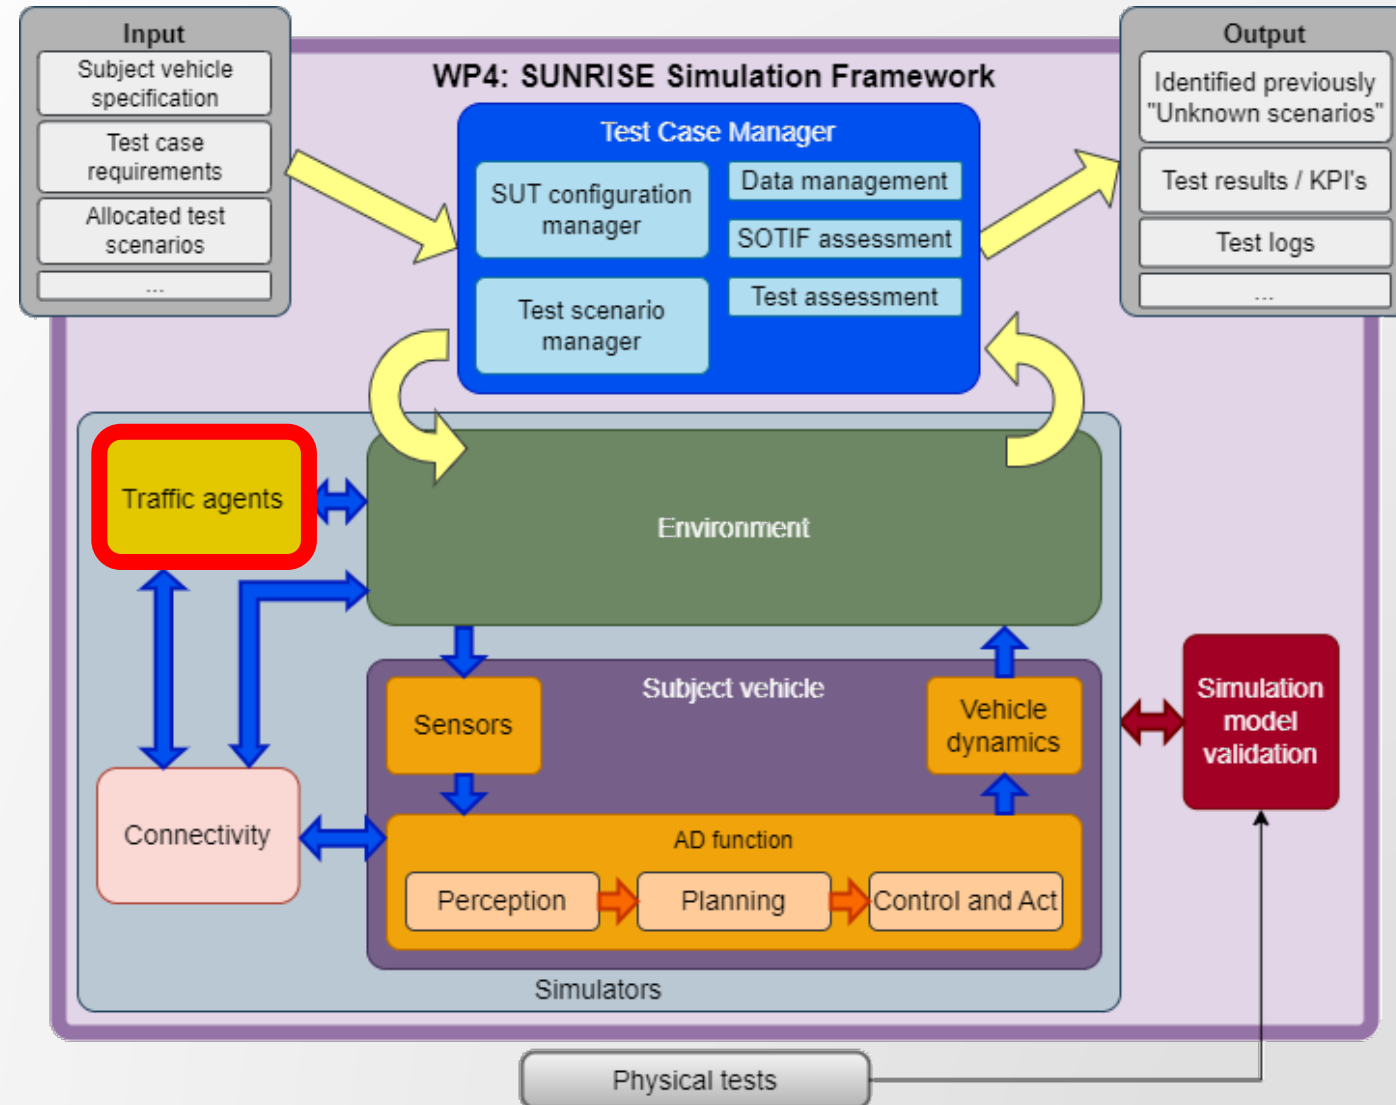 Input
Subject vehicle
specification
Test case
requirements
Allocated test
scenarios
...
WP4: SUNRISE Simulation Framework
Test Case Manager
SUT configuration
manager
Test scenario
manager
Data management
SOTIF assessment
Test assessment
Output
Identified previously
"Unknown scenarios"
Test results / KPI's
Test logs
...
Traffic agents
Environment
Subject vehicle
Sensors
Vehicle
dynamics
Connectivity
AD function
Perception
Planning
Control and Act
Simulators
Simulation
model
validation
Physical tests